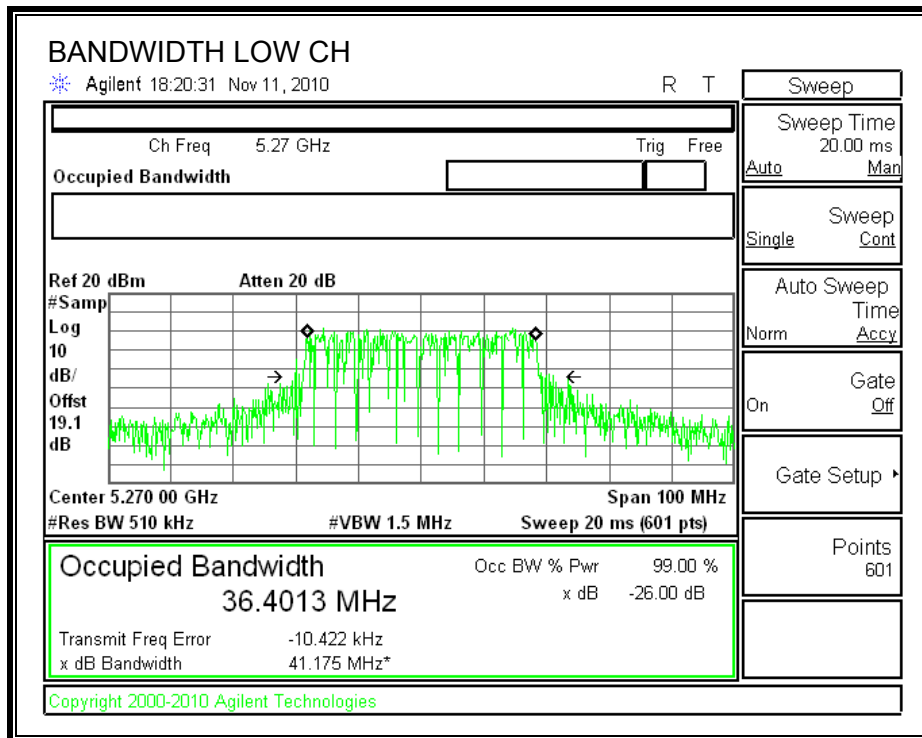 BANDWIDTH LOW CH
Agilent 18:20:31 Nov 11, 2010 R T
Ch Freq 5.27 GHz Trig Free
Occupied Bandwidth
Ref 20 dBm Atten 20 dB
#Samp
Log
10
dB/
Offst
19.1
dB
Center 5.270 00 GHz Span 100 MHz
#Res BW 510 kHz #VBW 1.5 MHz Sweep 20 ms (601 pts)
Occupied Bandwidth Occ BW % Pwr 99.00 %
36.4013 MHz x dB -26.00 dB
Transmit Freq Error -10.422 kHz
x dB Bandwidth 41.175 MHz*
Copyright 2000-2010 Agilent Technologies
Sweep
Sweep Time
20.00 ms
Auto Man
Sweep
Single Cont
Auto Sweep
Time
Norm Accy
Gate
On Off
Gate Setup
Points
601